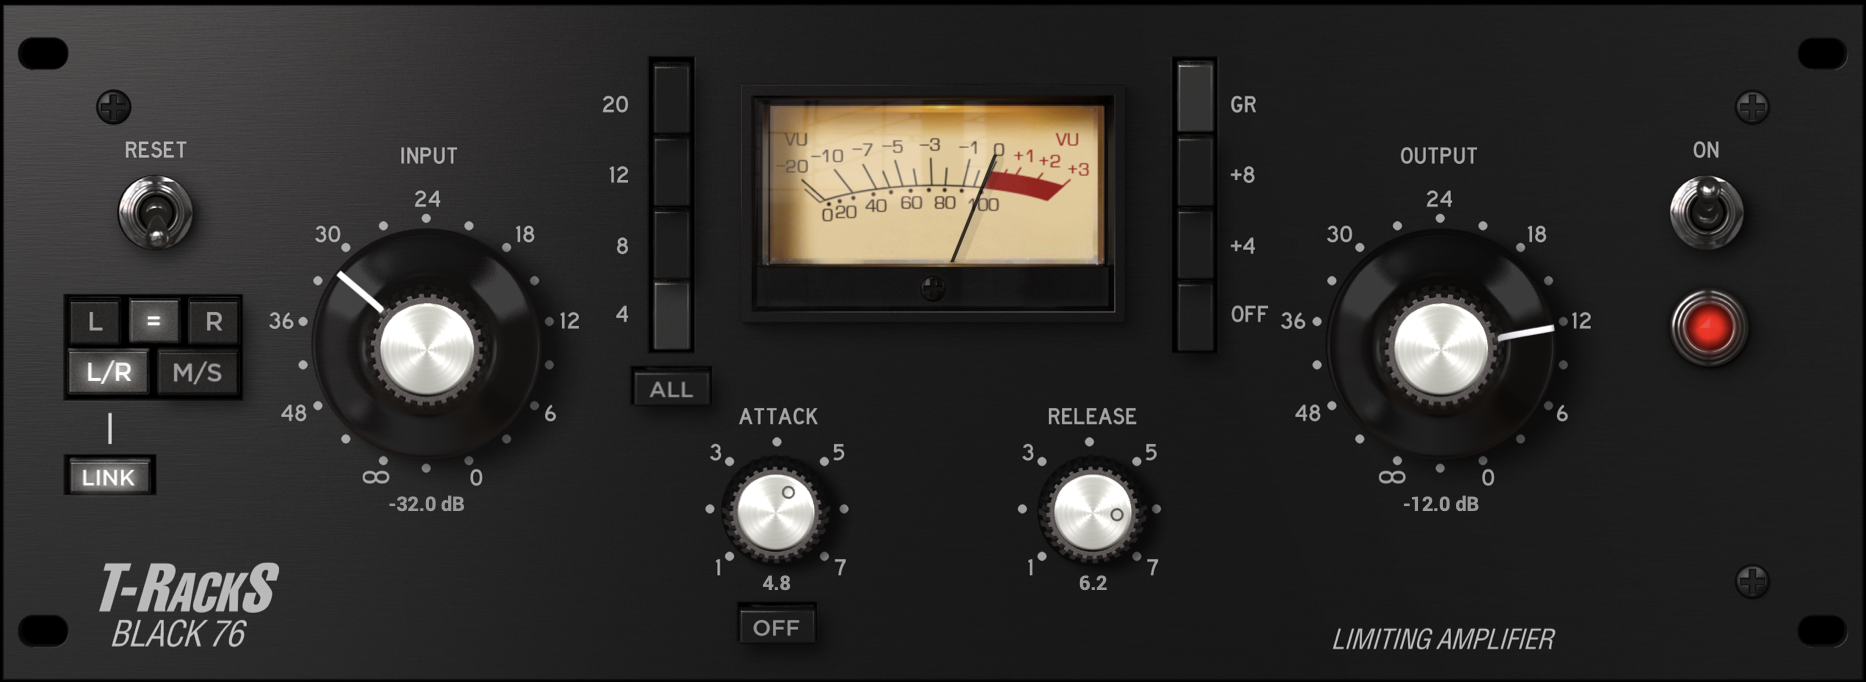 RESET
L = R
L/R M/S
LINK
INPUT
24
30 18
36 12
48 6
∞ 0
-32.0 dB
20
12
8
4
ALL
VU VU
-20 -10 -7 -5 -3 -1 0 +1 +2 +3
0 20 40 60 80 100
GR
+8
+4
OFF
ATTACK
3 5
1 7
4.8
OFF
RELEASE
3 5
1 7
6.2
OUTPUT
24
30 18
36 12
48 6
∞ 0
-12.0 dB
ON
T-RACKS
BLACK 76
LIMITING AMPLIFIER